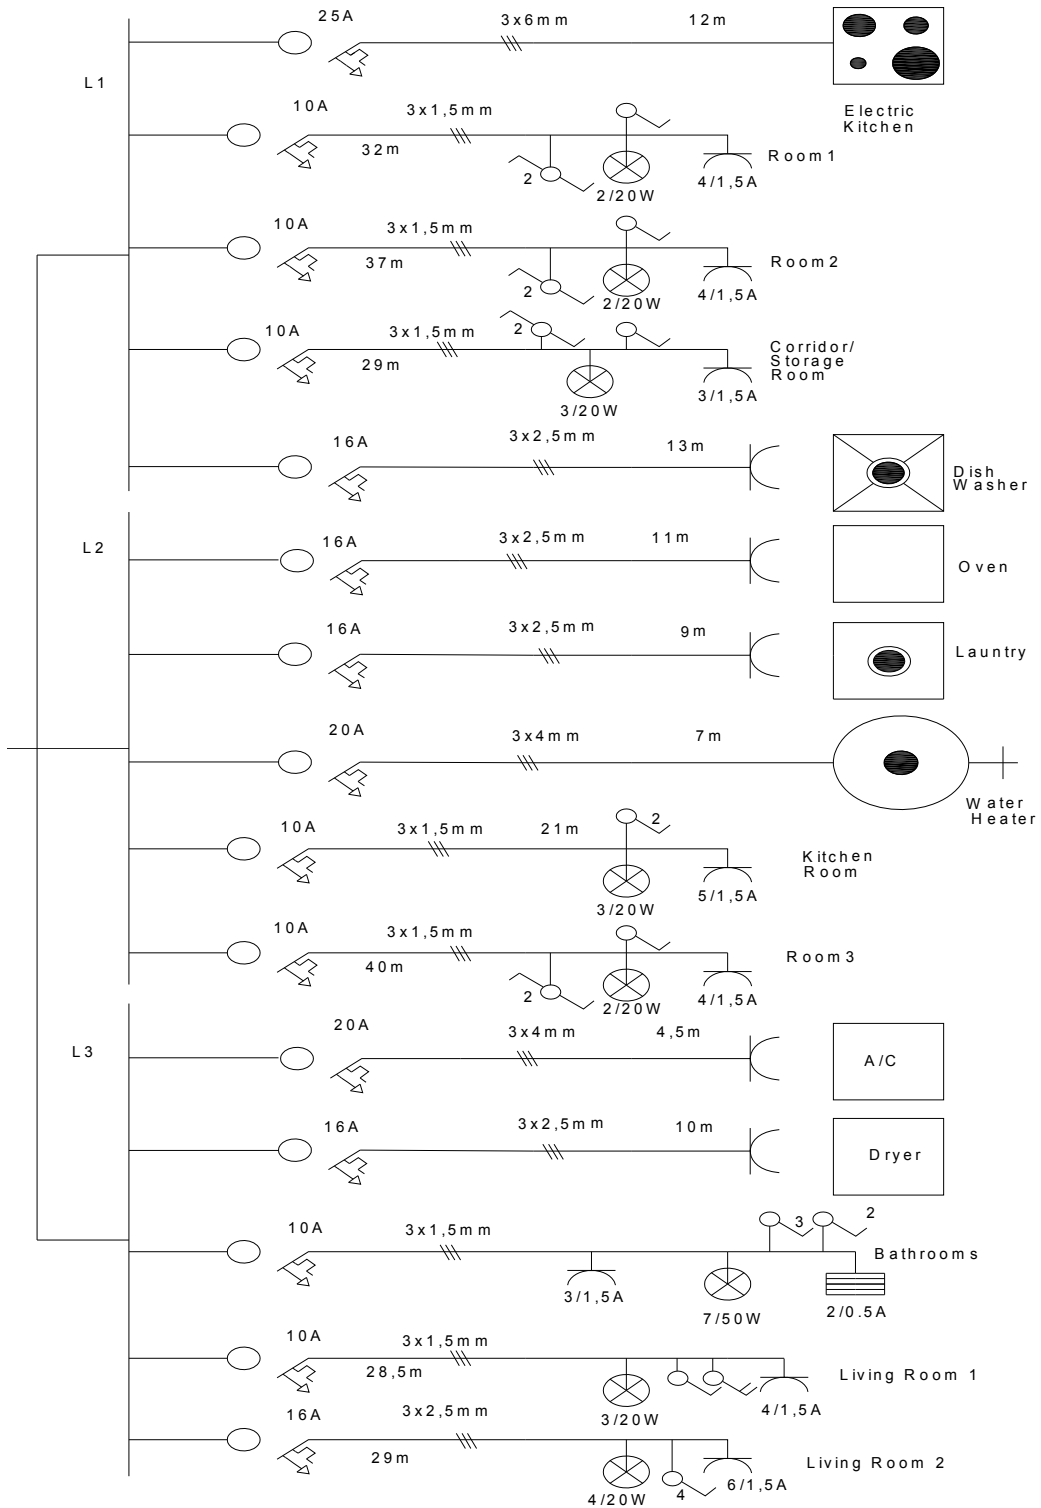 25A
3x6mm
12m
L1
Electric
Kitchen
10A
3x1,5mm
32m
2
2/20W
4/1,5A
Room1
10A
3x1,5mm
37m
2
2/20W
4/1,5A
Room2
10A
3x1,5mm
29m
2
3/20W
3/1,5A
Corridor/
Storage
Room
16A
3x2,5mm
13m
Dish
Washer
L2
16A
3x2,5mm
11m
Oven
16A
3x2,5mm
9m
Launtry
20A
3x4mm
7m
Water
Heater
10A
3x1,5mm
21m
2
3/20W
5/1,5A
Kitchen
Room
10A
3x1,5mm
40m
2
2/20W
4/1,5A
Room3
L3
20A
3x4mm
4,5m
A/C
16A
3x2,5mm
10m
Dryer
10A
3x1,5mm
3
2
3/1,5A
7/50W
2/0.5A
Bathrooms
10A
3x1,5mm
28,5m
3/20W
4/1,5A
Living Room 1
16A
3x2,5mm
29m
4/20W
4
6/1,5A
Living Room 2